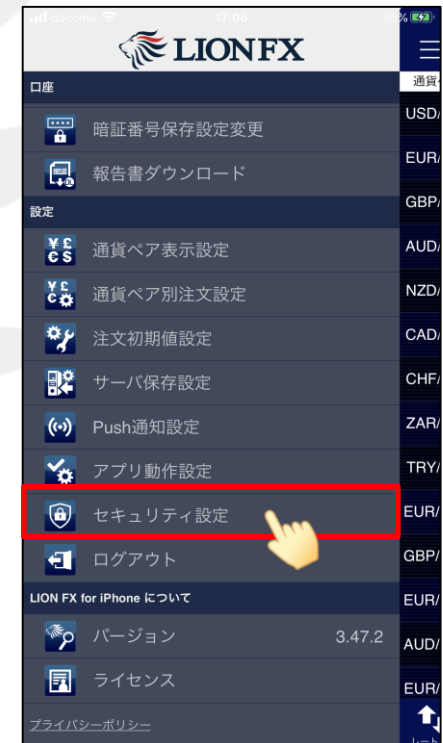 docomo 17:06 %
LION FX
口座
通貨
暗証番号保存設定変更
USD/
報告書ダウンロード
EUR/
設定
GBP/
通貨ペア表示設定
AUD/
通貨ペア別注文設定
NZD/
注文初期値設定
CAD/
サーバ保存設定
CHF/
Push通知設定
ZAR/
アプリ動作設定
TRY/
セキュリティ設定
EUR/
ログアウト
GBP/
LION FX for iPhone について
EUR/
バージョン 3.47.2
AUD/
ライセンス
EUR/
プライバシーポリシー
レート